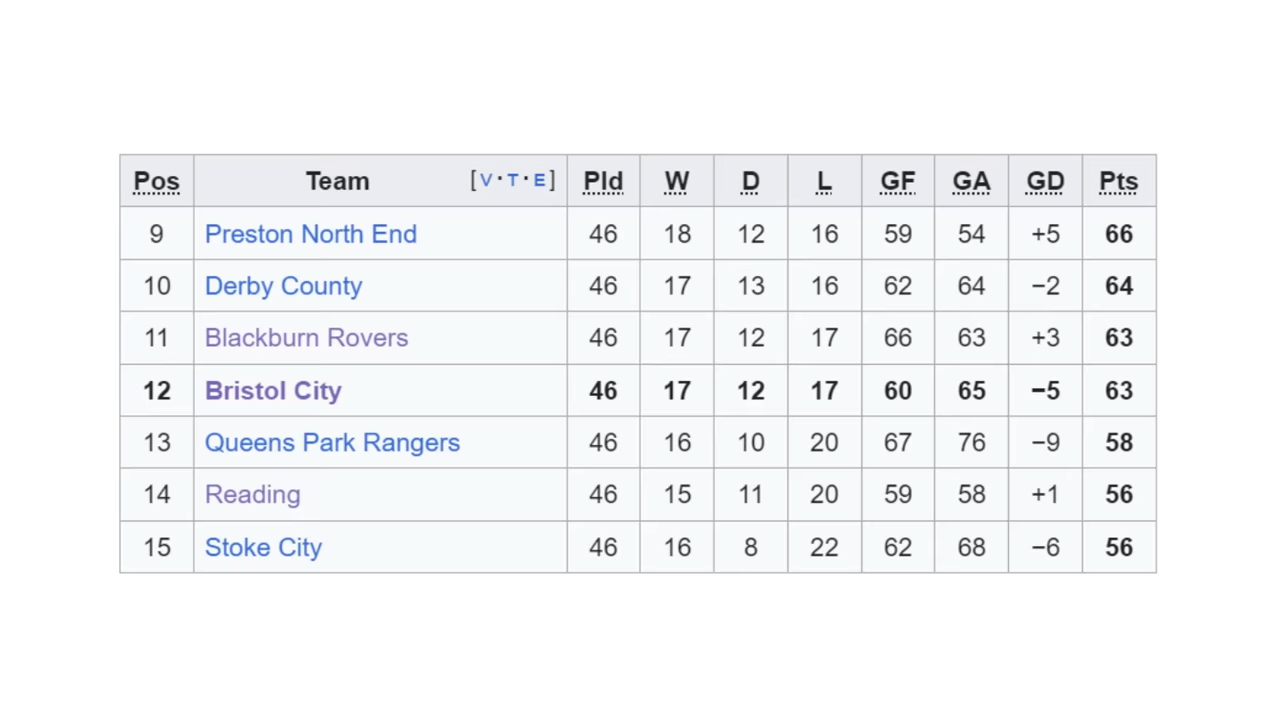 Pos Team [V·T·E] Pld W D L GF GA GD Pts
9 Preston North End 46 18 12 16 59 54 +5 66
10 Derby County 46 17 13 16 62 64 −2 64
11 Blackburn Rovers 46 17 12 17 66 63 +3 63
12 Bristol City 46 17 12 17 60 65 −5 63
13 Queens Park Rangers 46 16 10 20 67 76 −9 58
14 Reading 46 15 11 20 59 58 +1 56
15 Stoke City 46 16 8 22 62 68 −6 56